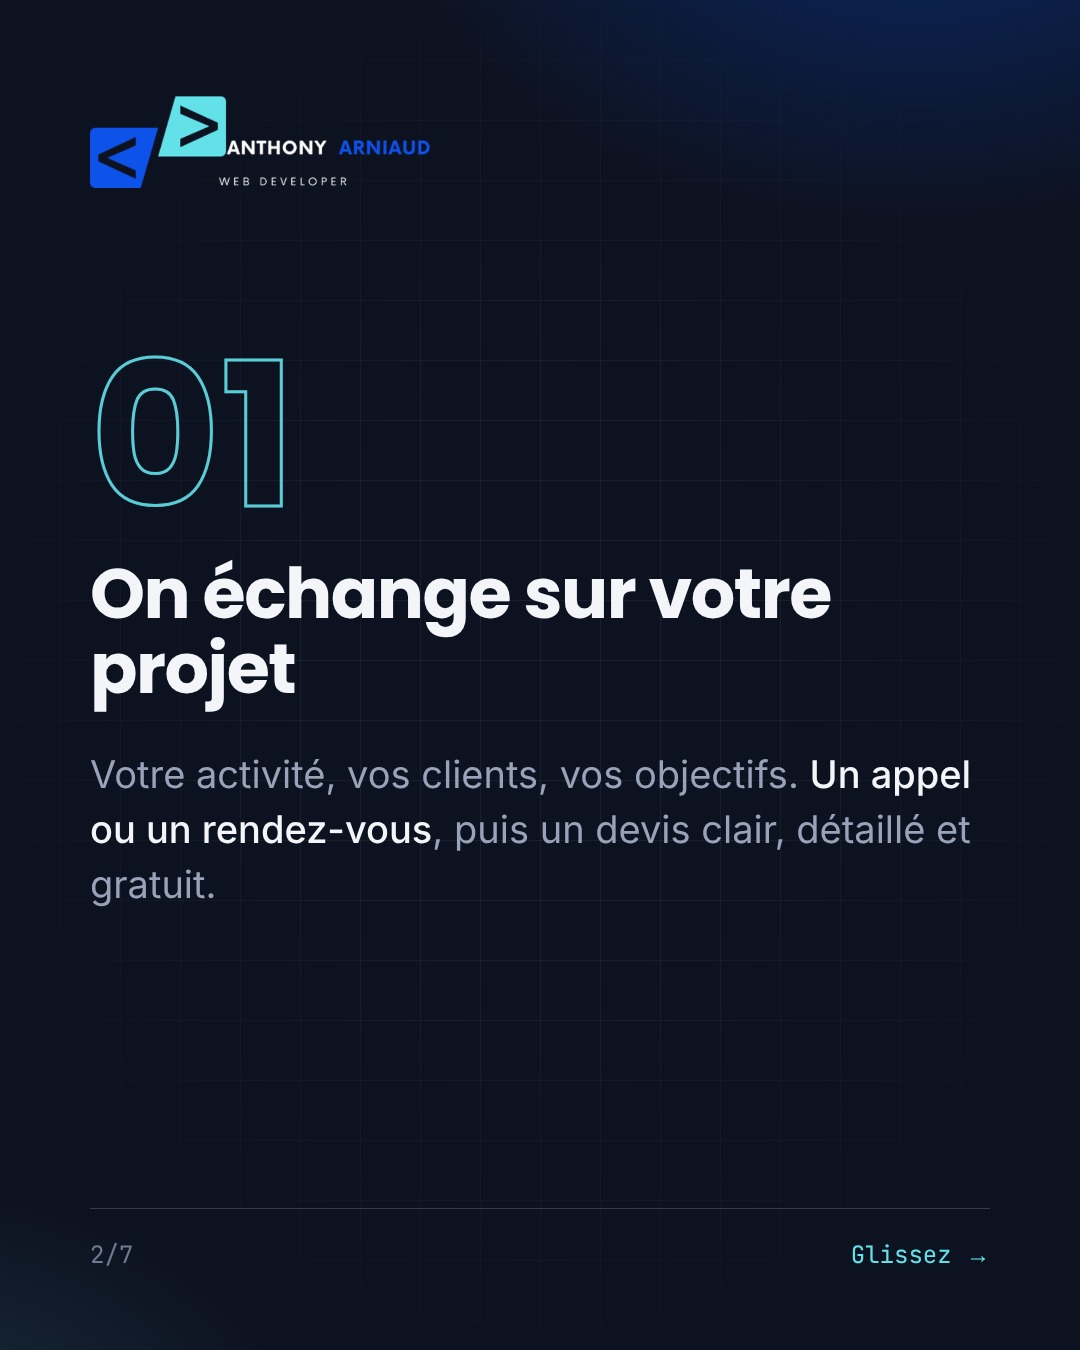 < >
ANTHONY ARNIAUD
WEB DEVELOPER
01
On échange sur votre
projet
Votre activité, vos clients, vos objectifs. Un appel
ou un rendez-vous, puis un devis clair, détaillé et
gratuit.
2/7
Glissez →